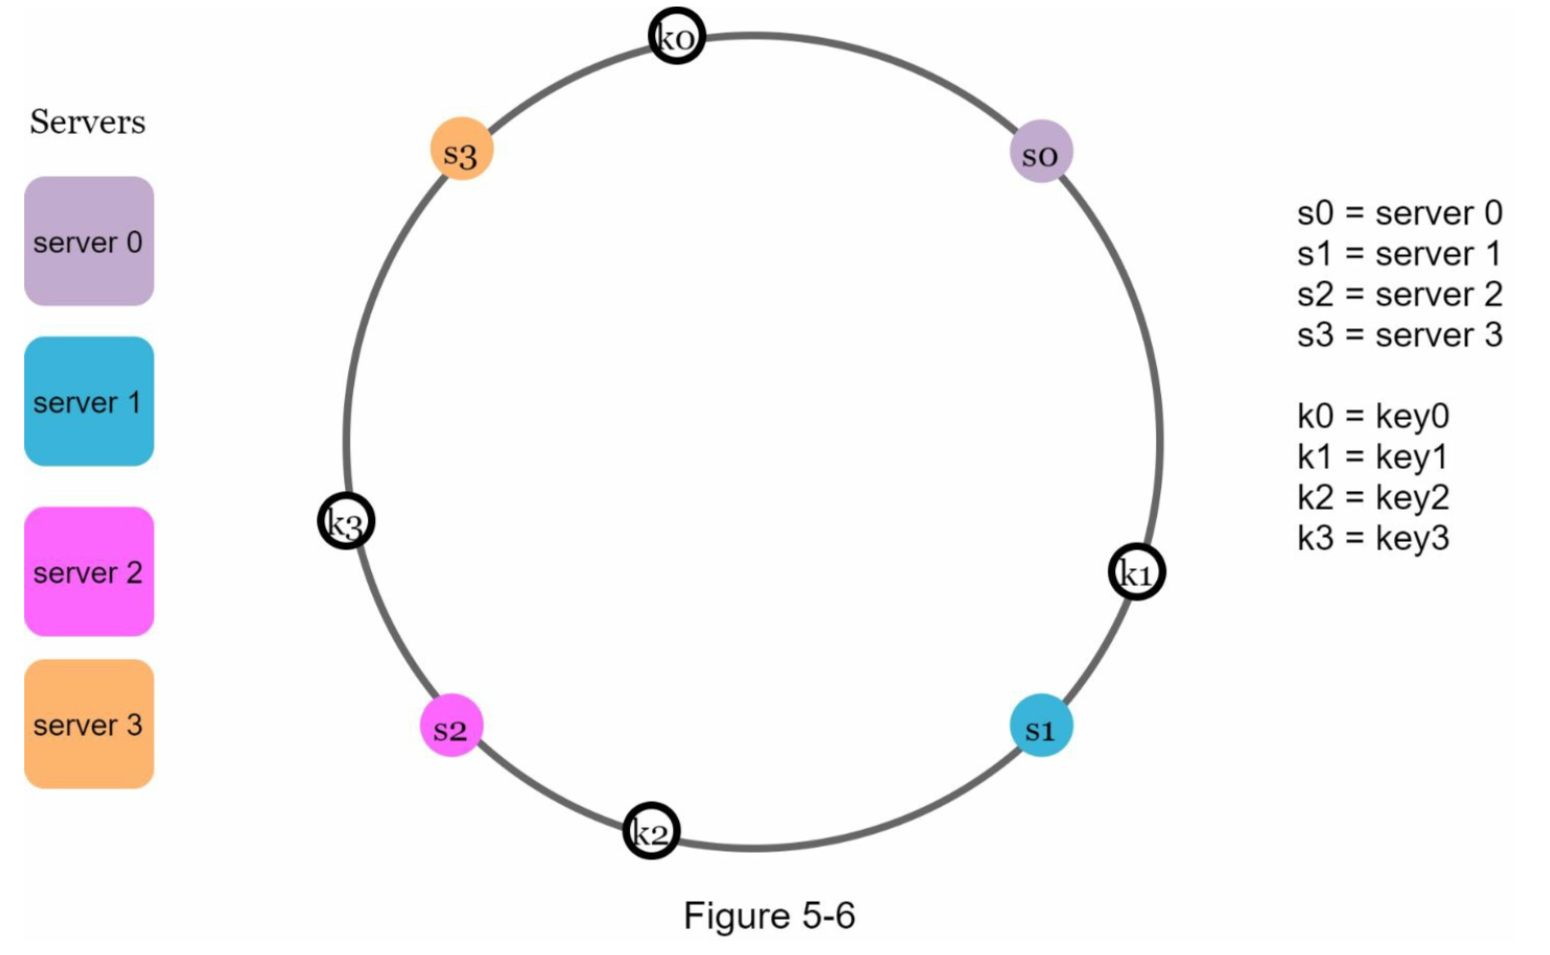 Servers
server 0
server 1
server 2
server 3
k0
s0
k1
s1
k2
s2
k3
s3
s0 = server 0
s1 = server 1
s2 = server 2
s3 = server 3
k0 = key0
k1 = key1
k2 = key2
k3 = key3
Figure 5-6